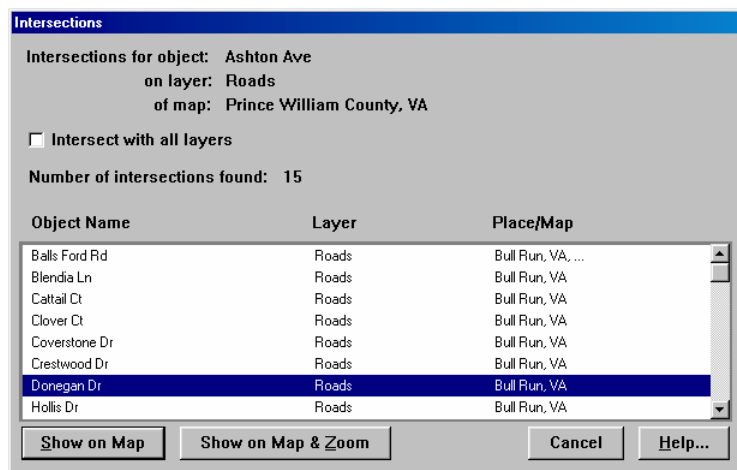 Intersections
Intersections for object: Ashton Ave
on layer: Roads
of map: Prince William County, VA
Intersect with all layers
Number of intersections found: 15
Object Name Layer Place/Map
Balls Ford Rd Roads Bull Run, VA, ...
Blendia Ln Roads Bull Run, VA
Cattail Ct Roads Bull Run, VA
Clover Ct Roads Bull Run, VA
Coverstone Dr Roads Bull Run, VA
Crestwood Dr Roads Bull Run, VA
Donegan Dr Roads Bull Run, VA
Hollis Dr Roads Bull Run, VA
Show on Map Show on Map & Zoom Cancel Help...